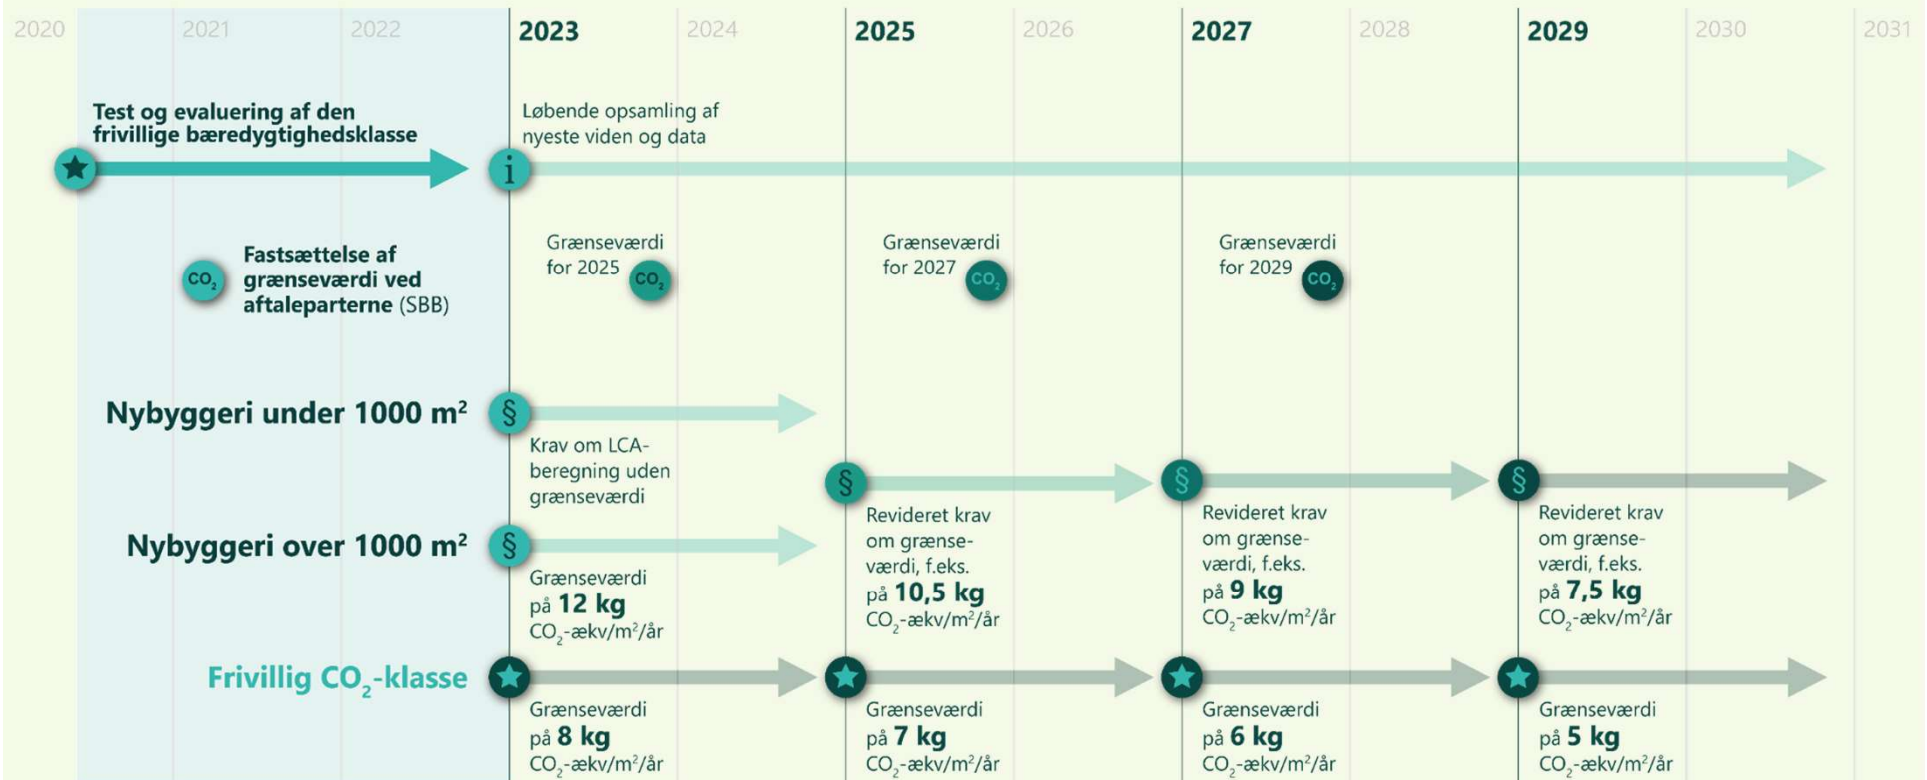 2020
2021
2022
2023
2024
2025
2026
2027
2028
2029
2030
2031
Test og evaluering af den
frivillige bæredygtighedsklasse
Løbende opsamling af
nyeste viden og data
i
CO₂
Fastsættelse af
grænseværdi ved
aftaleparterne (SBB)
Grænseværdi
for 2025
CO₂
Grænseværdi
for 2027
CO₂
Grænseværdi
for 2029
CO₂
Nybyggeri under 1000 m²
§
Krav om LCA-
beregning uden
grænseværdi
Nybyggeri over 1000 m²
§
Grænseværdi
på 12 kg
CO₂-ækv/m²/år
§
Revideret krav
om grænse-
værdi, f.eks.
på 10,5 kg
CO₂-ækv/m²/år
§
Revideret krav
om grænse-
værdi, f.eks.
på 9 kg
CO₂-ækv/m²/år
§
Revideret krav
om grænse-
værdi, f.eks.
på 7,5 kg
CO₂-ækv/m²/år
Frivillig CO₂-klasse
Grænseværdi
på 8 kg
CO₂-ækv/m²/år
Grænseværdi
på 7 kg
CO₂-ækv/m²/år
Grænseværdi
på 6 kg
CO₂-ækv/m²/år
Grænseværdi
på 5 kg
CO₂-ækv/m²/år